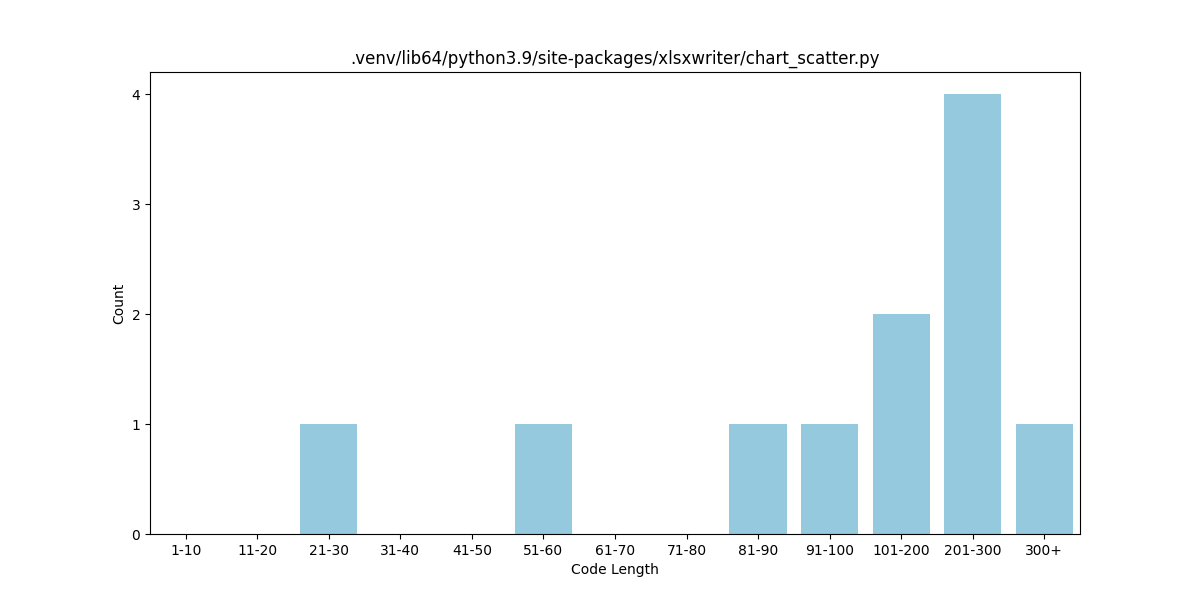 .venv/lib64/python3.9/site-packages/xlsxwriter/chart_scatter.py
4
3
2
1
0
Count
1-10 11-20 21-30 31-40 41-50 51-60 61-70 71-80 81-90 91-100 101-200 201-300 300+
Code Length